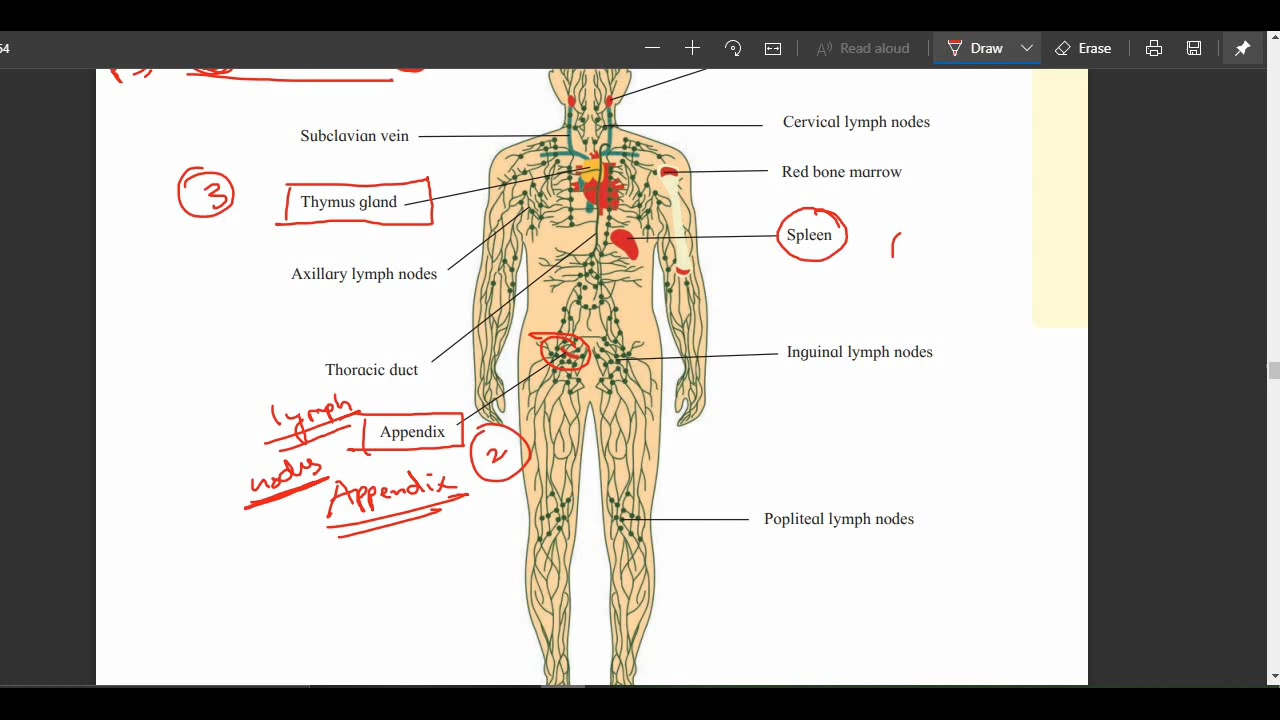 64
Read aloud
Draw
Erase
Subclavian vein
Cervical lymph nodes
Red bone marrow
3
Thymus gland
Spleen
Axillary lymph nodes
Inguinal lymph nodes
Thoracic duct
lymph
Appendix
2
nodes
Appendix
Popliteal lymph nodes